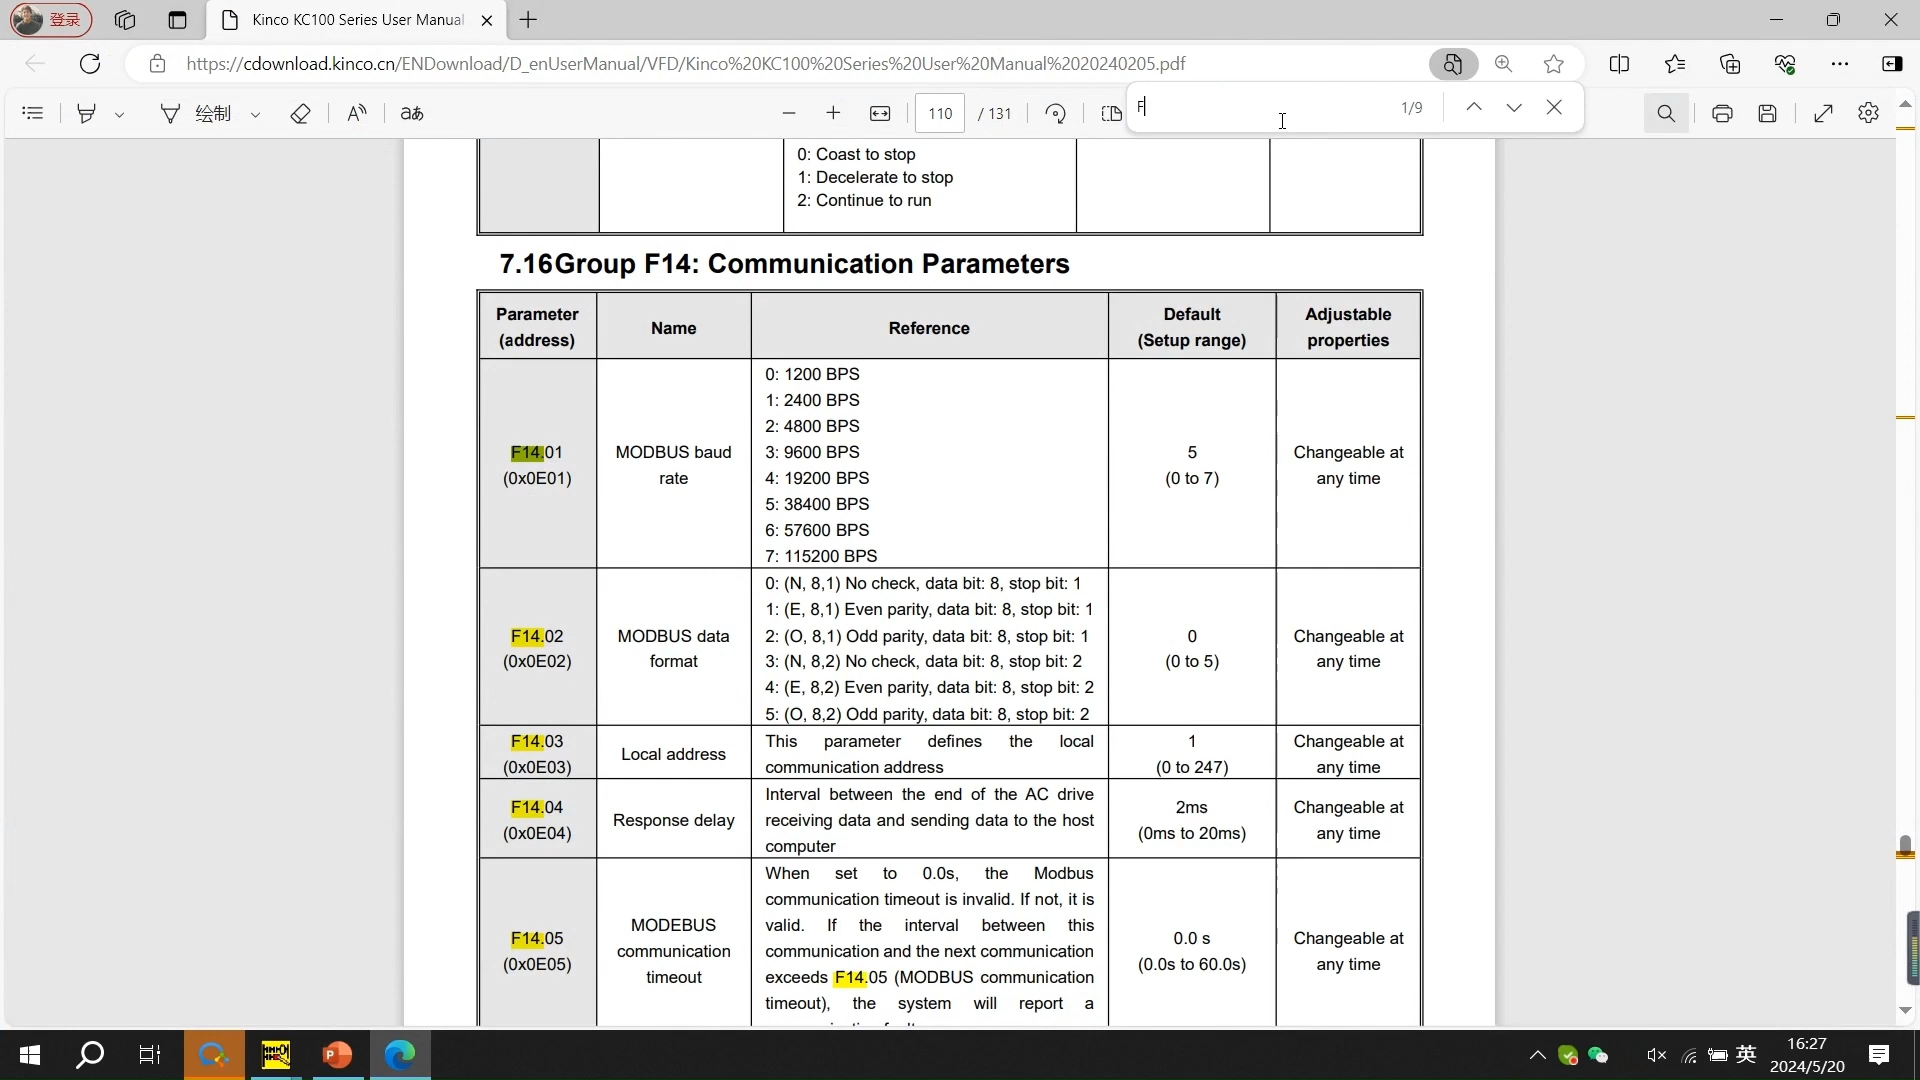 登录
Kinco KC100 Series User Manual
https://cdownload.kinco.cn/ENDownload/D_enUserManual/VFD/Kinco%20KC100%20Series%20User%20Manual%2020240205.pdf
绘制
aあ
110 / 131
F
1/9
0: Coast to stop
1: Decelerate to stop
2: Continue to run
7.16Group F14: Communication Parameters
Parameter
(address)
Name
Reference
Default
(Setup range)
Adjustable
properties
F14.01
(0x0E01)
MODBUS baud
rate
0: 1200 BPS
1: 2400 BPS
2: 4800 BPS
3: 9600 BPS
4: 19200 BPS
5: 38400 BPS
6: 57600 BPS
7: 115200 BPS
5
(0 to 7)
Changeable at
any time
F14.02
(0x0E02)
MODBUS data
format
0: (N, 8,1) No check, data bit: 8, stop bit: 1
1: (E, 8,1) Even parity, data bit: 8, stop bit: 1
2: (O, 8,1) Odd parity, data bit: 8, stop bit: 1
3: (N, 8,2) No check, data bit: 8, stop bit: 2
4: (E, 8,2) Even parity, data bit: 8, stop bit: 2
5: (O, 8,2) Odd parity, data bit: 8, stop bit: 2
0
(0 to 5)
Changeable at
any time
F14.03
(0x0E03)
Local address
This parameter defines the local
communication address
1
(0 to 247)
Changeable at
any time
F14.04
(0x0E04)
Response delay
Interval between the end of the AC drive
receiving data and sending data to the host
computer
2ms
(0ms to 20ms)
Changeable at
any time
F14.05
(0x0E05)
MODEBUS
communication
timeout
When set to 0.0s, the Modbus
communication timeout is invalid. If not, it is
valid. If the interval between this
communication and the next communication
exceeds F14.05 (MODBUS communication
timeout), the system will report a
0.0 s
(0.0s to 60.0s)
Changeable at
any time
英
16:27
2024/5/20